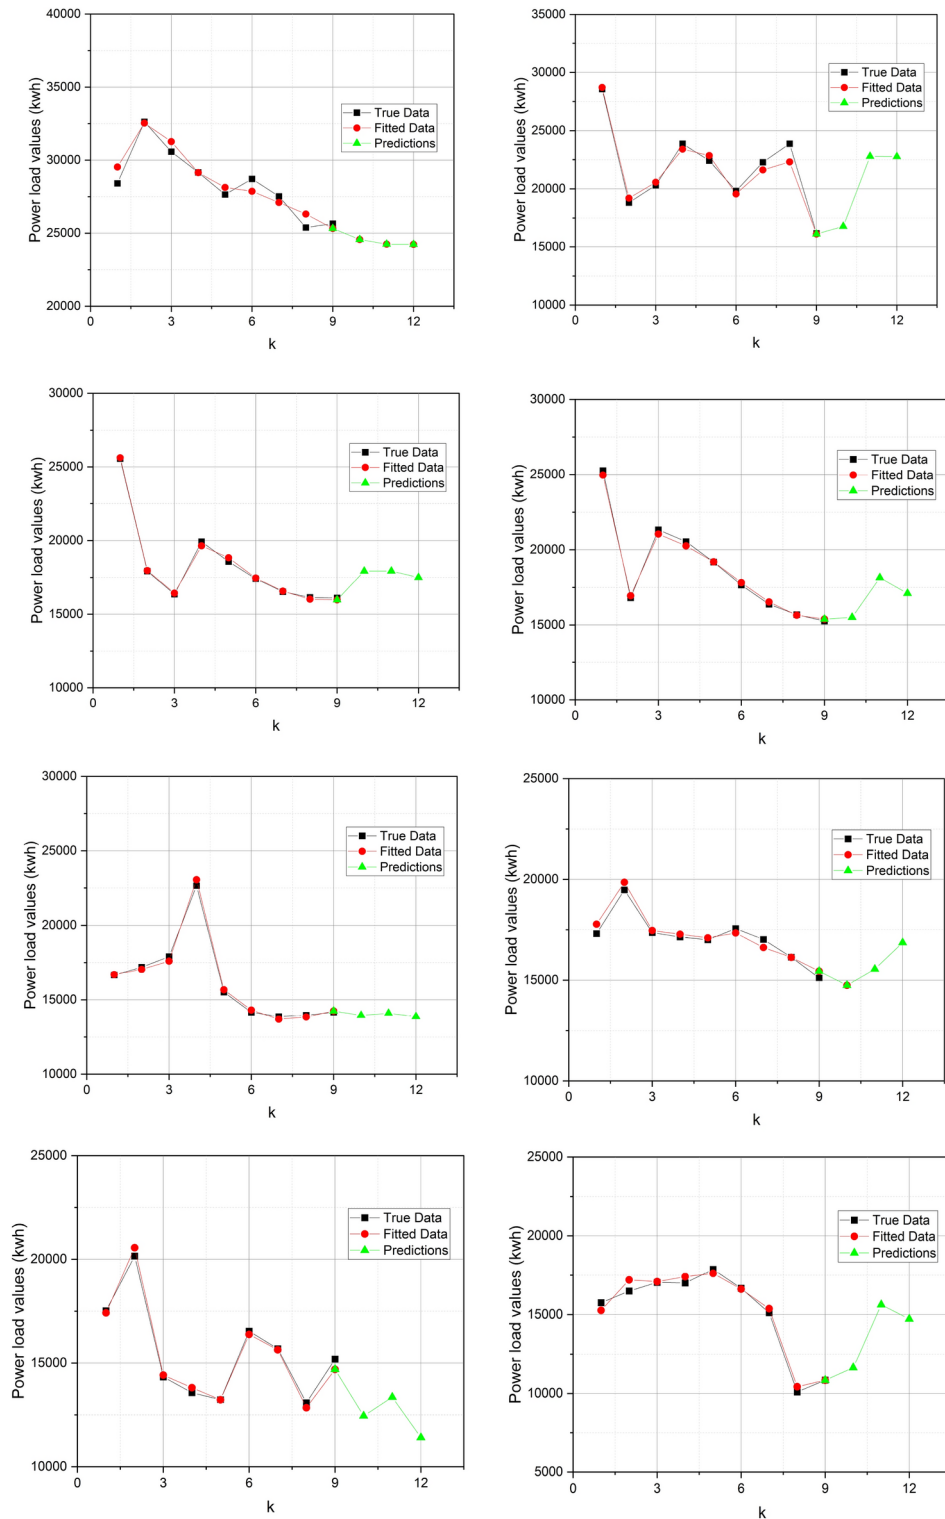 40000
35000
30000
25000
20000
Power load values (kwh)
True Data
Fitted Data
Predictions
0
3
6
9
12
k
35000
30000
25000
20000
15000
10000
Power load values (kwh)
True Data
Fitted Data
Predictions
0
3
6
9
12
k
30000
25000
20000
15000
10000
Power load values (kwh)
True Data
Fitted Data
Predictions
0
3
6
9
12
k
30000
25000
20000
15000
10000
Power load values (kwh)
True Data
Fitted Data
Predictions
0
3
6
9
12
k
30000
25000
20000
15000
10000
Power load values (kwh)
True Data
Fitted Data
Predictions
0
3
6
9
12
k
25000
20000
15000
10000
Power load values (kwh)
True Data
Fitted Data
Predictions
0
3
6
9
12
k
25000
20000
15000
10000
Power load values (kwh)
True Data
Fitted Data
Predictions
0
3
6
9
12
k
25000
20000
15000
10000
5000
Power load values (kwh)
True Data
Fitted Data
Predictions
0
3
6
9
12
k